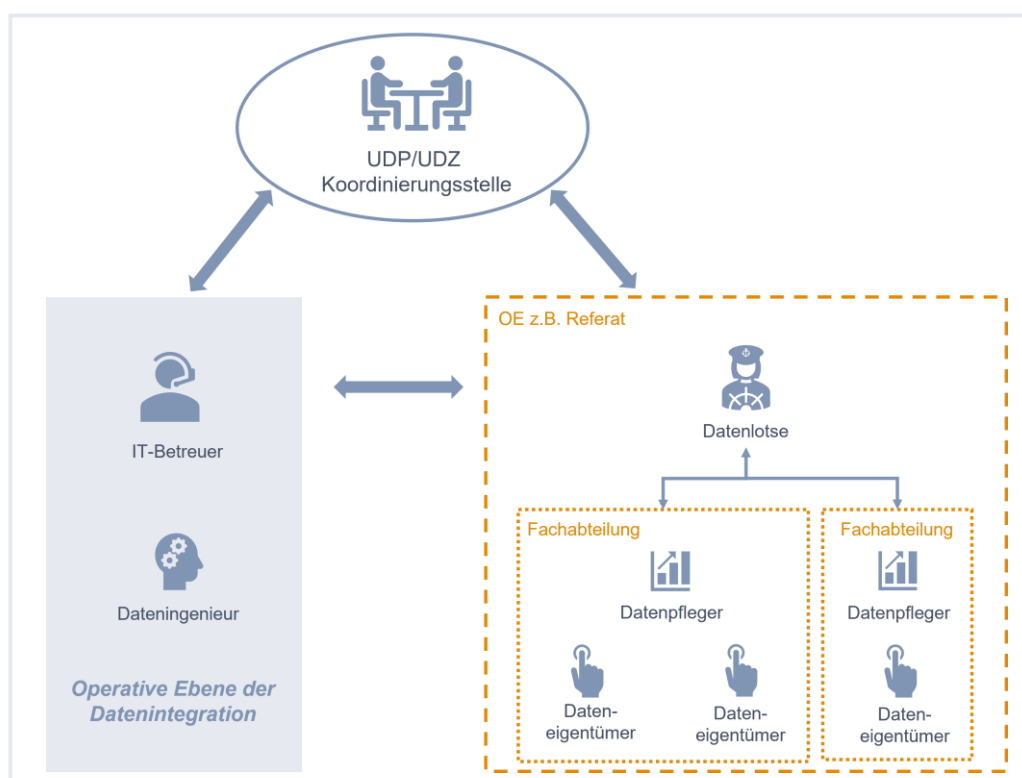 UDP/UDZ
Koordinierungsstelle
OE z.B. Referat
IT-Betreuer
Datenlotse
Dateningenieur
Operative Ebene der
Datenintegration
Fachabteilung
Datenpfleger
Daten-
eigentümer
Daten-
eigentümer
Fachabteilung
Datenpfleger
Daten-
eigentümer